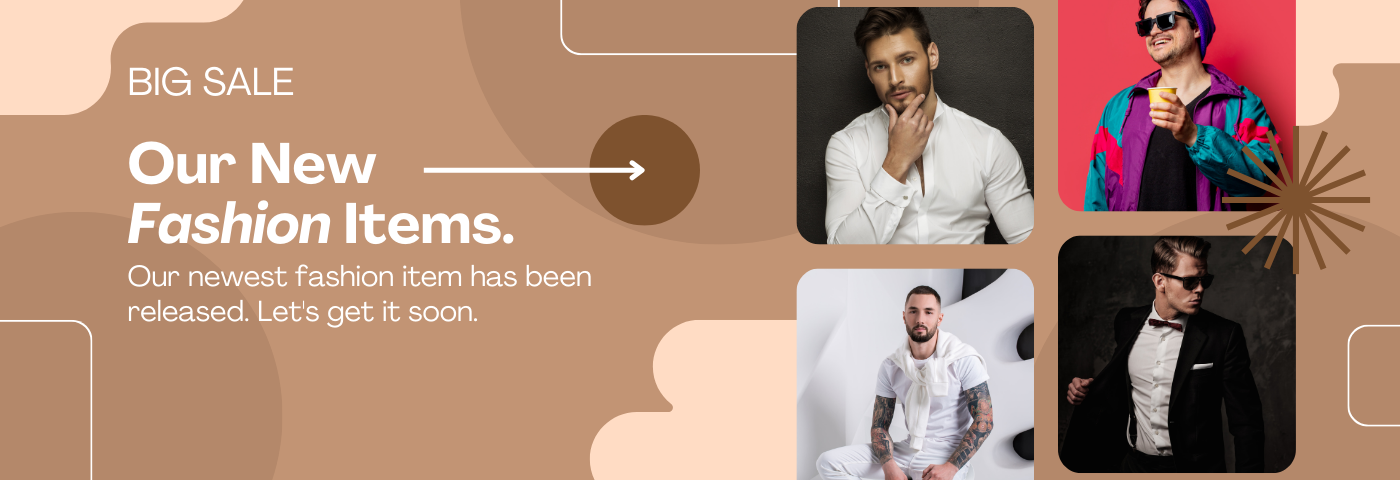 BIG SALE
Our New
Fashion Items.
Our newest fashion item has been
released. Let's get it soon.